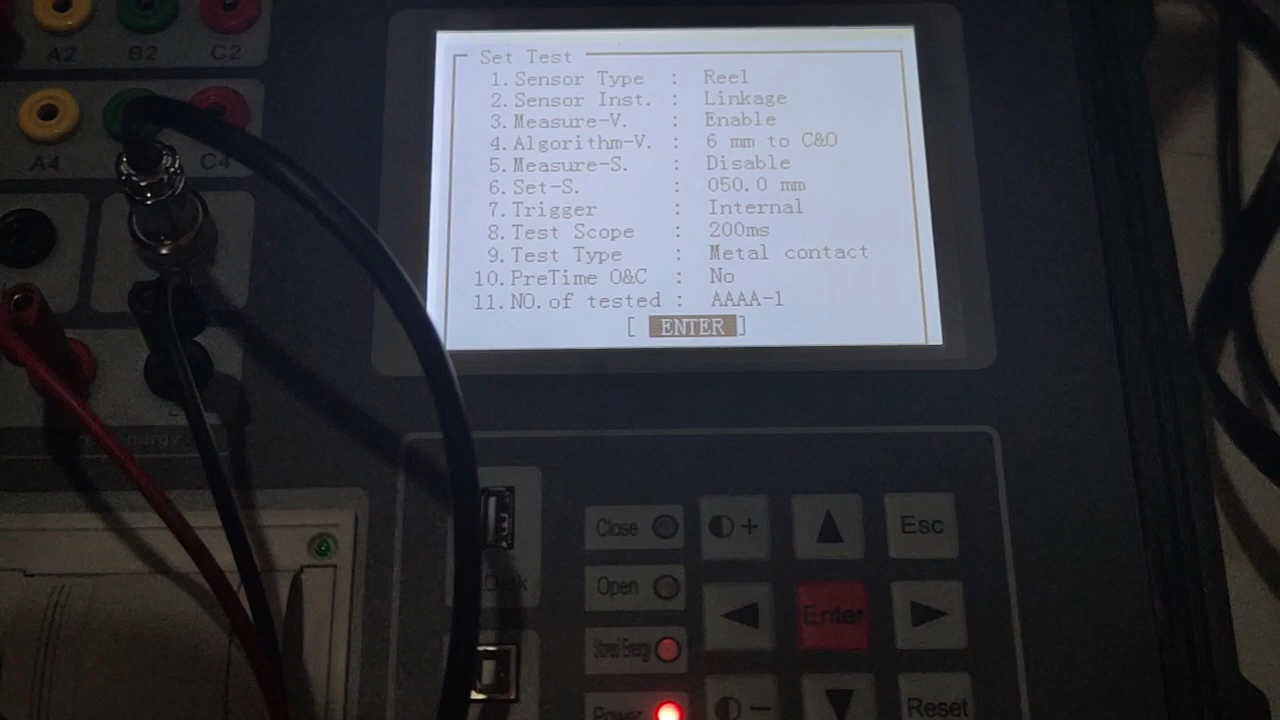 A2 B2 C2
A4 C4
Set Test
1. Sensor Type : Reel
2. Sensor Inst. : Linkage
3. Measure-V. : Enable
4. Algorithm-V. : 6 mm to C&O
5. Measure-S. : Disable
6. Set-S. : 050.0 mm
7. Trigger : Internal
8. Test Scope : 200ms
9. Test Type : Metal contact
10. PreTime O&C : No
11. NO.of tested : AAAA-1
[ ENTER ]
Close + Esc
Open Enter
Stored Energy
Power − Reset